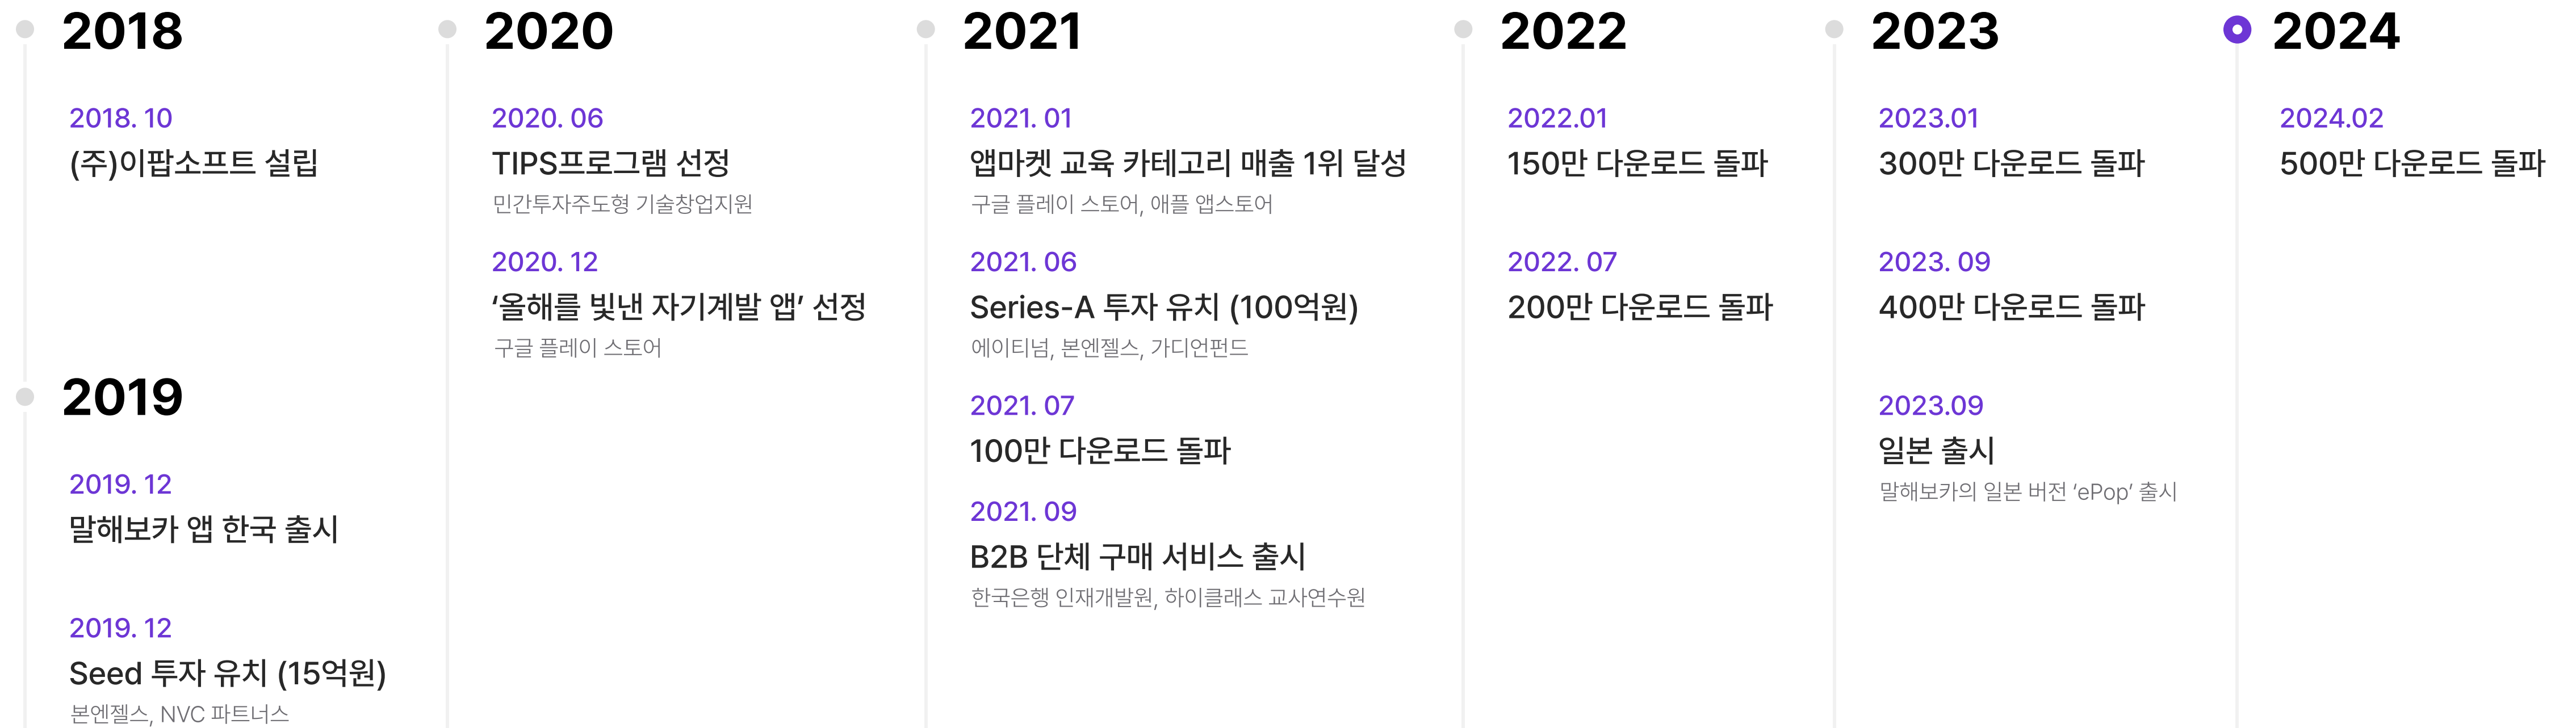 2018
2018. 10
(주)이팝소프트 설립
2019
2019. 12
말해보카 앱 한국 출시
2019. 12
Seed 투자 유치 (15억원)
본엔젤스, NVC 파트너스
2020
2020. 06
TIPS프로그램 선정
민간투자주도형 기술창업지원
2020. 12
‘올해를 빛낸 자기계발 앱’ 선정
구글 플레이 스토어
2021
2021. 01
앱마켓 교육 카테고리 매출 1위 달성
구글 플레이 스토어, 애플 앱스토어
2021. 06
Series-A 투자 유치 (100억원)
에이티넘, 본엔젤스, 가디언펀드
2021. 07
100만 다운로드 돌파
2021. 09
B2B 단체 구매 서비스 출시
한국은행 인재개발원, 하이클래스 교사연수원
2022
2022.01
150만 다운로드 돌파
2022. 07
200만 다운로드 돌파
2023
2023.01
300만 다운로드 돌파
2023. 09
400만 다운로드 돌파
2023.09
일본 출시
말해보카의 일본 버전 ‘ePop’ 출시
2024
2024.02
500만 다운로드 돌파